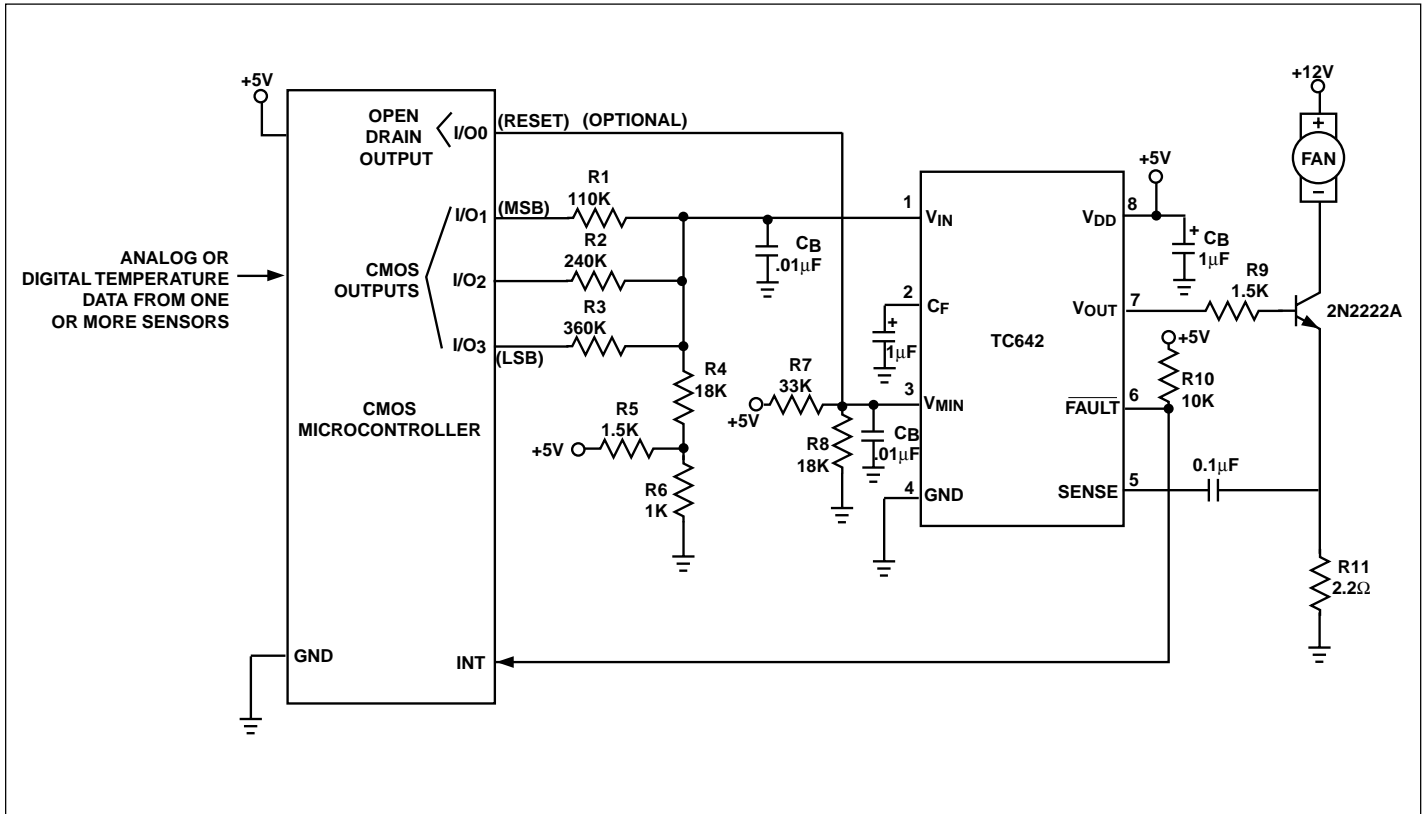 +5V
OPEN
DRAIN
OUTPUT
I/O0
(RESET) (OPTIONAL)
I/O1
(MSB)
R1
110K
I/O2
R2
240K
I/O3
(LSB)
R3
360K
CMOS
OUTPUTS
ANALOG OR
DIGITAL TEMPERATURE
DATA FROM ONE
OR MORE SENSORS
CMOS
MICROCONTROLLER
GND
INT
R4
18K
R5
1.5K
+5V
R6
1K
CB
.01μF
1μF
R7
33K
+5V
R8
18K
CB
.01μF
1
VIN
2
CF
3
VMIN
4
GND
TC642
VDD
8
VOUT
7
FAULT
6
SENSE
5
+5V
+
CB
1μF
+
R9
1.5K
+5V
R10
10K
0.1μF
+12V
+
FAN
–
2N2222A
R11
2.2Ω